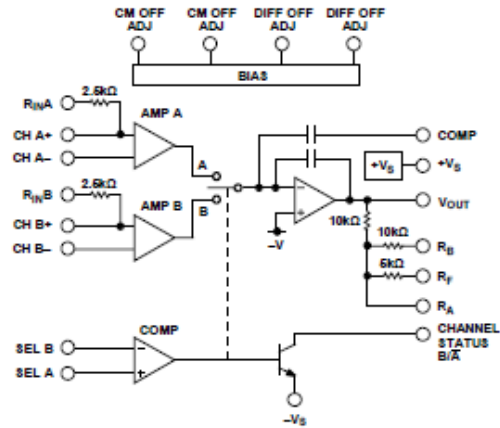 CM OFF ADJ
CM OFF ADJ
DIFF OFF ADJ
DIFF OFF ADJ
BIAS
RINA
2.5kΩ
AMP A
CH A+
CH A–
A
COMP
+VS
+VS
RINB
2.5kΩ
AMP B
B
CH B+
CH B–
–
+
–V
VOUT
10kΩ
10kΩ
RB
5kΩ
RF
RA
COMP
SEL B
–
SEL A
+
CHANNEL
STATUS
B/A̅
–VS